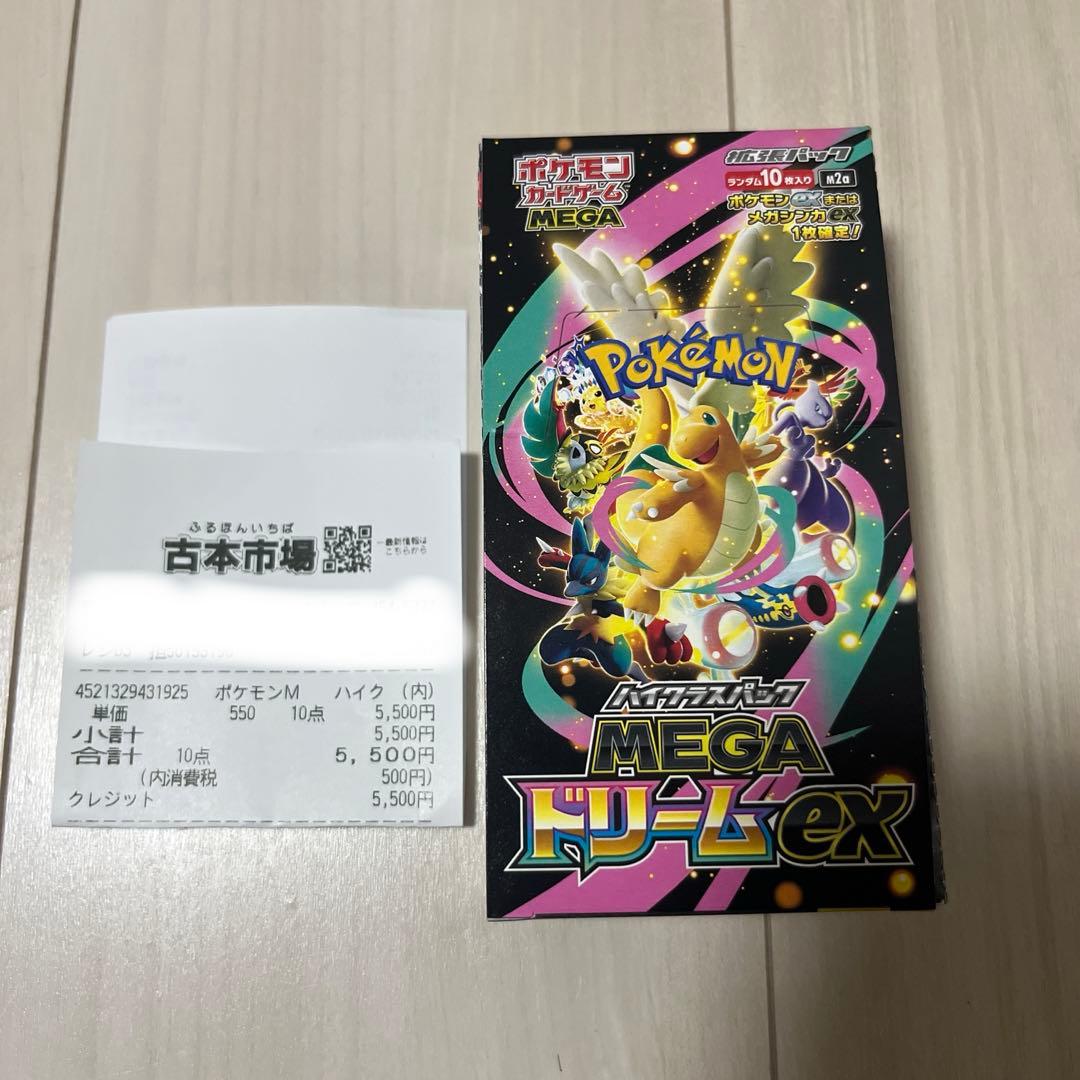 ふるほんいちば
古本市場
最新情報は
こちらから
4521329431925 ポケモンM ハイク (内)
単価 550 10点 5,500円
小計 5,500円
合計 10点 5,500円
(内消費税 500円)
クレジット 5,500円
ポケモン
カードゲーム
MEGA
拡張パック
ランダム10枚入り M2a
ポケモンexまたは
メガシンカex
1枚確定!
POKéMON
ハイクラスパック
MEGA
ドリームex